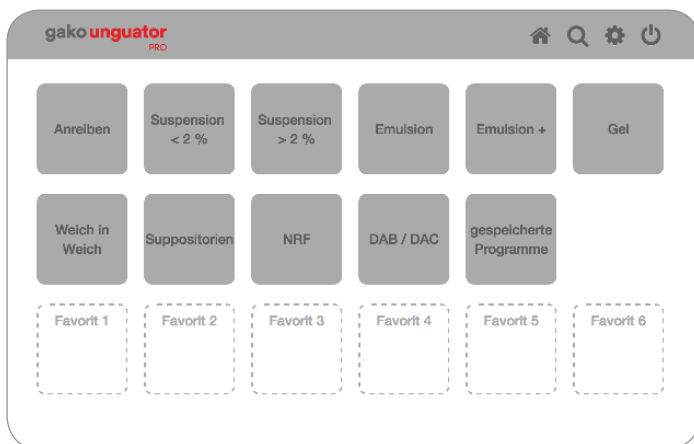 gako unguator
PRO
Anreiben
Suspension
< 2 %
Suspension
> 2 %
Emulsion
Emulsion +
Gel
Weich in
Weich
Suppositorien
NRF
DAB / DAC
gespeicherte
Programme
Favorit 1
Favorit 2
Favorit 3
Favorit 4
Favorit 5
Favorit 6